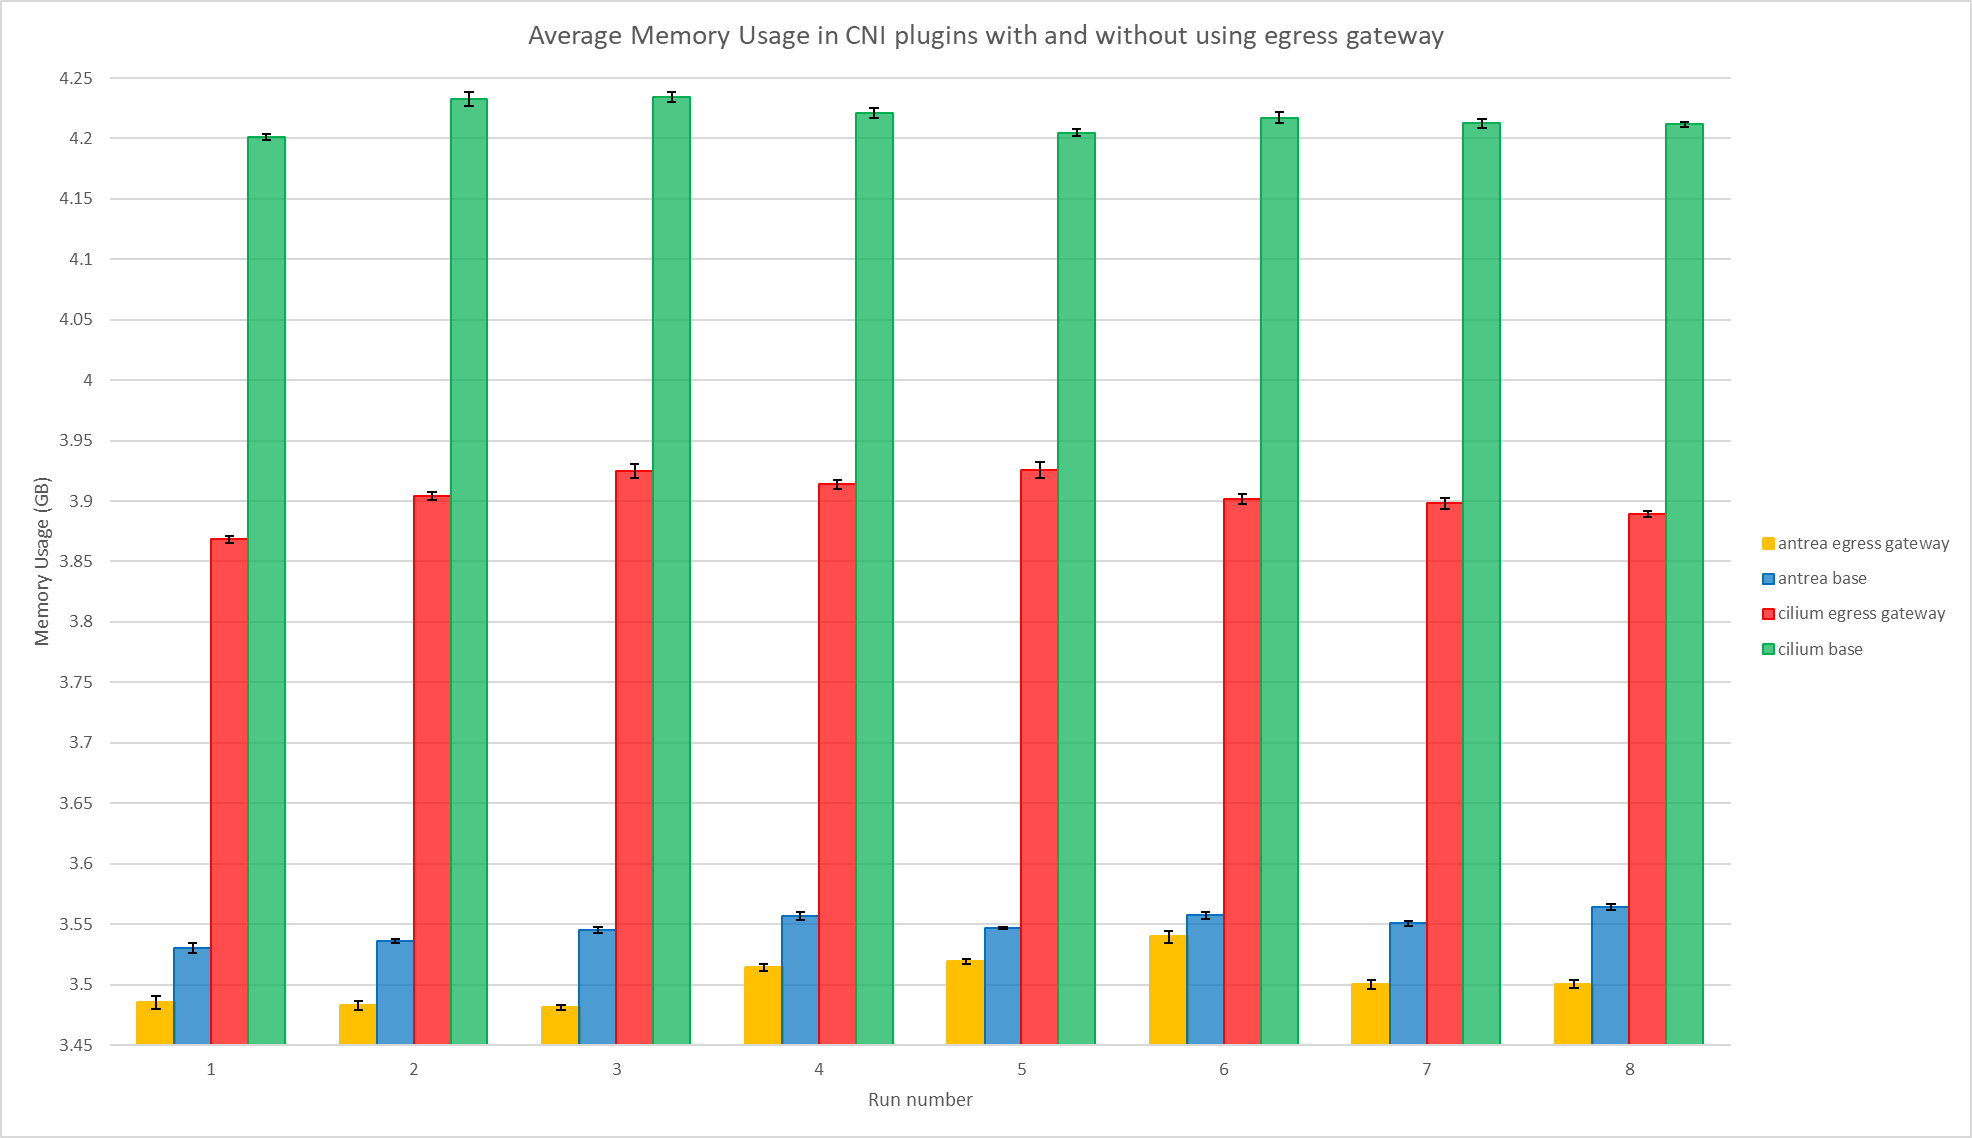 Average Memory Usage in CNI plugins with and without using egress gateway
4.25
4.2
4.15
4.1
4.05
4
3.95
3.9
3.85
3.8
3.75
3.7
3.65
3.6
3.55
3.5
3.45
Memory Usage (GB)
1 2 3 4 5 6 7 8
Run number
antrea egress gateway
antrea base
cilium egress gateway
cilium base